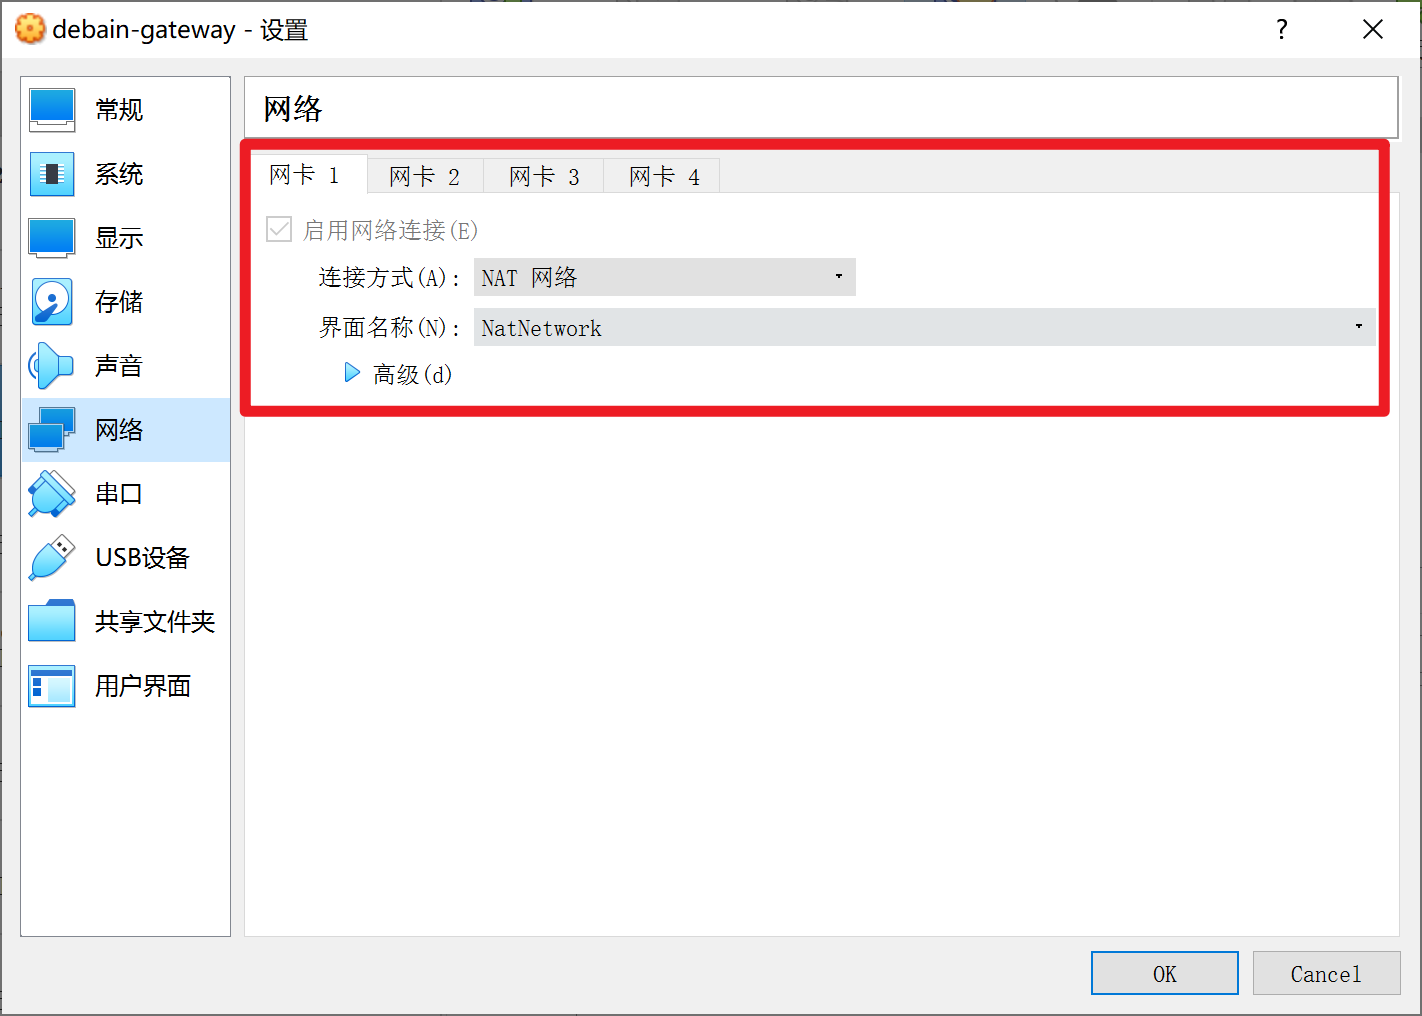 debain-gateway - 设置
?
常规
系统
显示
存储
声音
网络
串口
USB设备
共享文件夹
用户界面
网络
网卡 1 网卡 2 网卡 3 网卡 4
启用网络连接(E)
连接方式(A): NAT 网络
界面名称(N): NatNetwork
高级(d)
OK Cancel